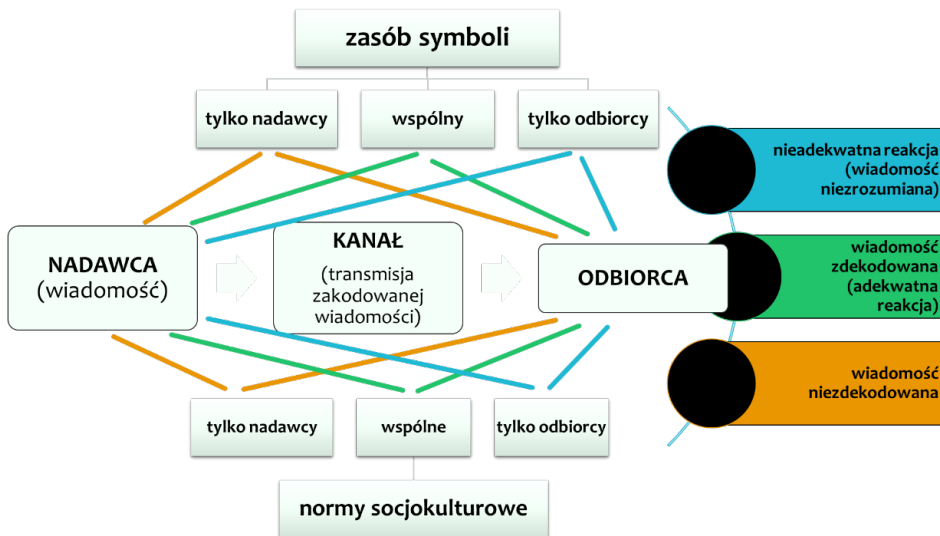 zasób symboli
tylko nadawcy
wspólny
tylko odbiorcy
nieadekwatna reakcja
(wiadomość
niezrozumiana)
NADAWCA
(wiadomość)
KANAŁ
(transmisja
zakodowanej
wiadomości)
ODBIORCA
wiadomość
zdekodowana
(adekwatna
reakcja)
wiadomość
niezdekodowana
tylko nadawcy
wspólne
tylko odbiorcy
normy socjokulturowe